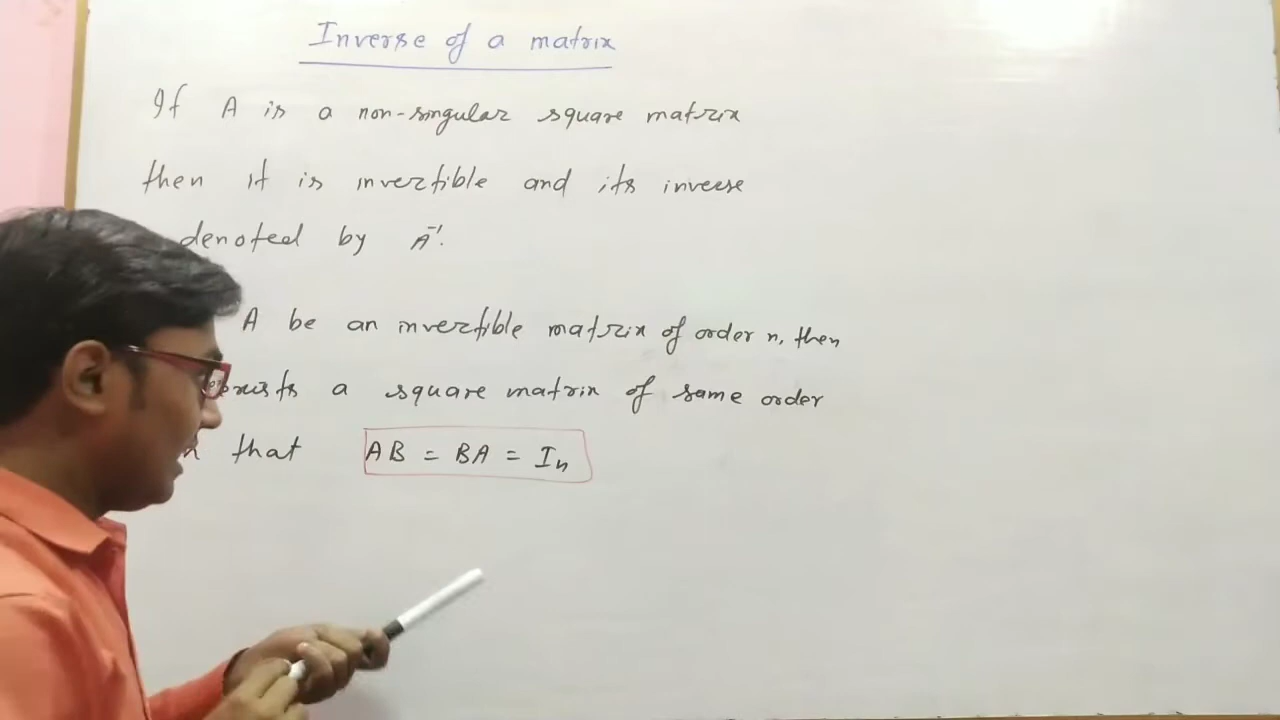 Inverse of a matrix
If A is a non-singular square matrix
then it is invertible and its inverse
denoted by A⁻¹.
A be an invertible matrix of order n, then
a square matrix of same order
that AB = BA = Iₙ